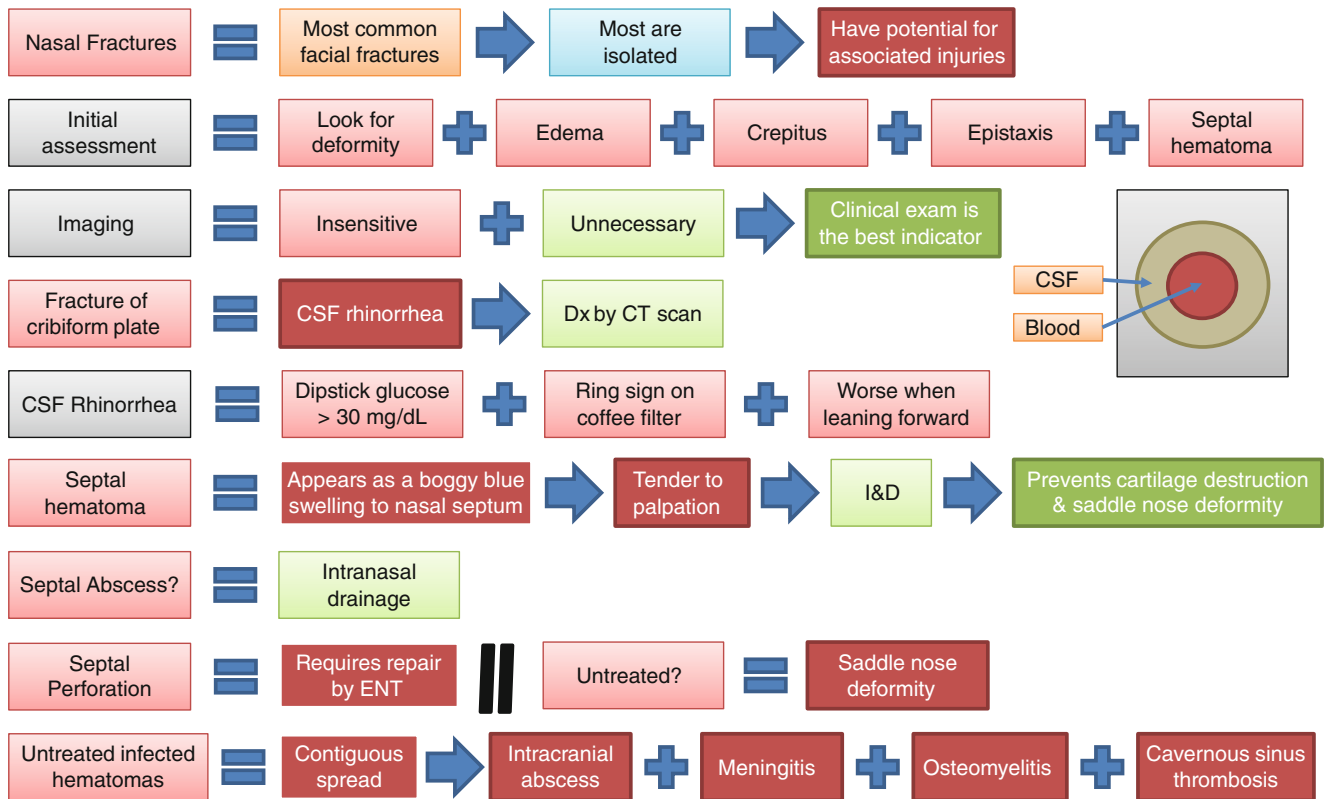 Nasal Fractures
Most common
facial fractures
Most are
isolated
Have potential for
associated injuries
Initial
assessment
Look for
deformity
Edema
Crepitus
Epistaxis
Septal
hematoma
Imaging
Insensitive
Unnecessary
Clinical exam is
the best indicator
Fracture of
cribiform plate
CSF rhinorrhea
Dx by CT scan
CSF
Blood
CSF Rhinorrhea
Dipstick glucose
> 30 mg/dL
Ring sign on
coffee filter
Worse when
leaning forward
Septal
hematoma
Appears as a boggy blue
swelling to nasal septum
Tender to
palpation
I&D
Prevents cartilage destruction
& saddle nose deformity
Septal Abscess?
Intranasal
drainage
Septal
Perforation
Requires repair
by ENT
Untreated?
Saddle nose
deformity
Untreated infected
hematomas
Contiguous
spread
Intracranial
abscess
Meningitis
Osteomyelitis
Cavernous sinus
thrombosis